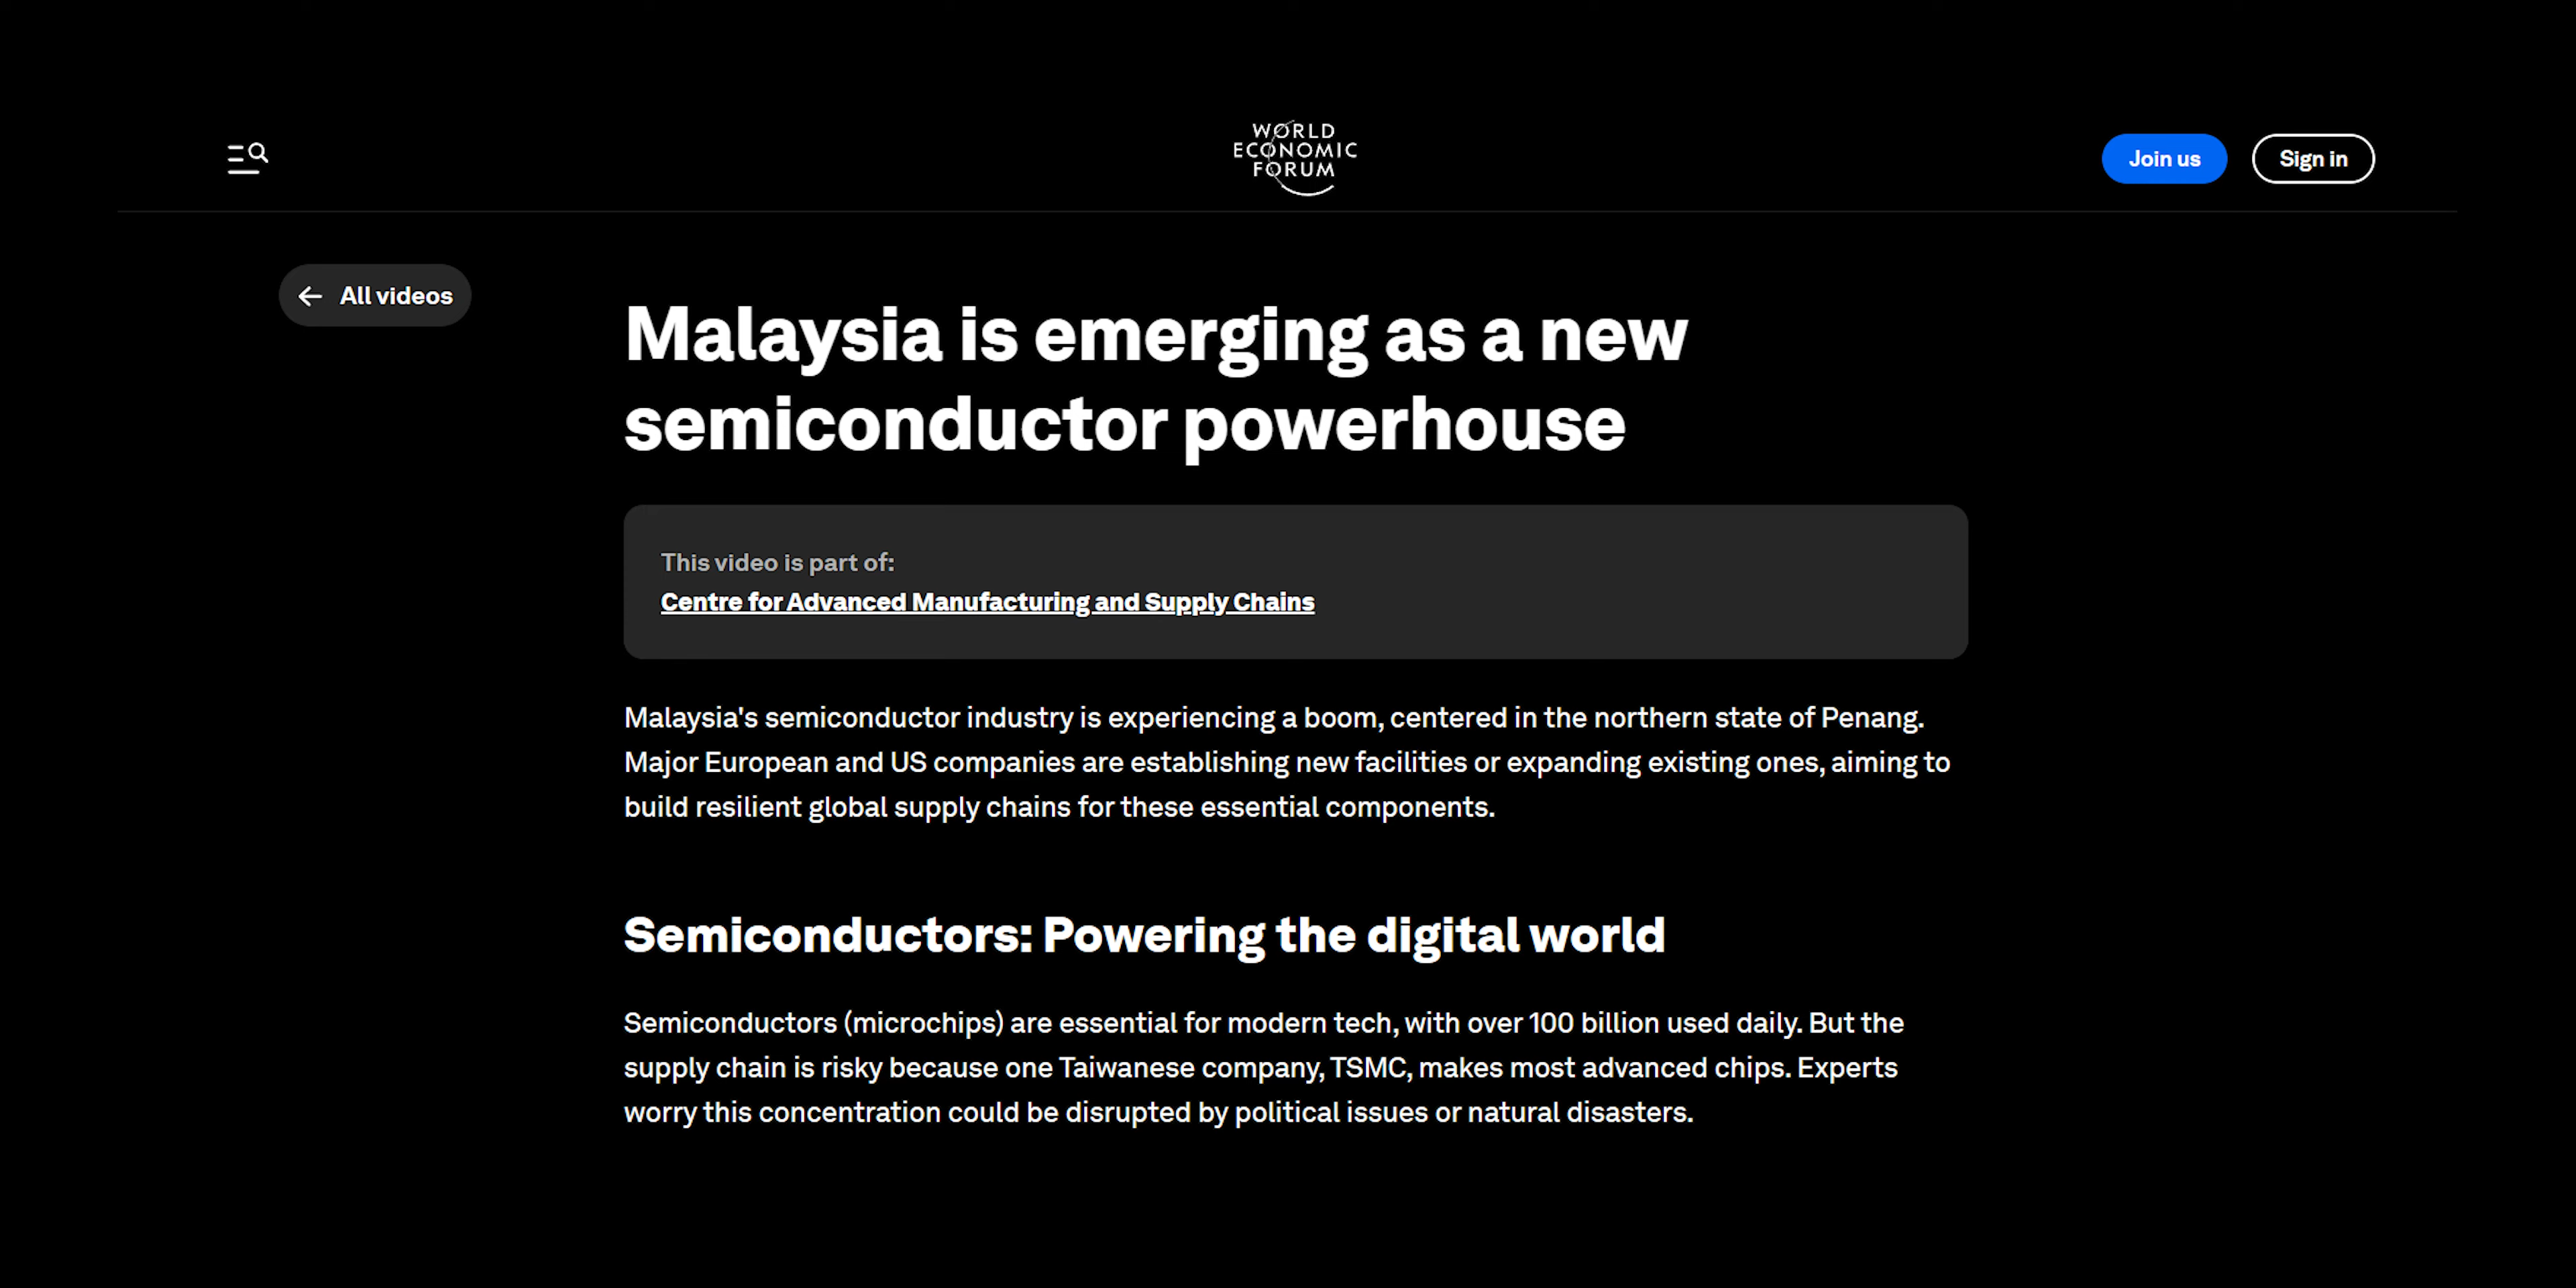 WORLD
ECONOMIC
FORUM
Join us
Sign in
All videos
Malaysia is emerging as a new
semiconductor powerhouse
This video is part of:
Centre for Advanced Manufacturing and Supply Chains
Malaysia's semiconductor industry is experiencing a boom, centered in the northern state of Penang.
Major European and US companies are establishing new facilities or expanding existing ones, aiming to
build resilient global supply chains for these essential components.
Semiconductors: Powering the digital world
Semiconductors (microchips) are essential for modern tech, with over 100 billion used daily. But the
supply chain is risky because one Taiwanese company, TSMC, makes most advanced chips. Experts
worry this concentration could be disrupted by political issues or natural disasters.